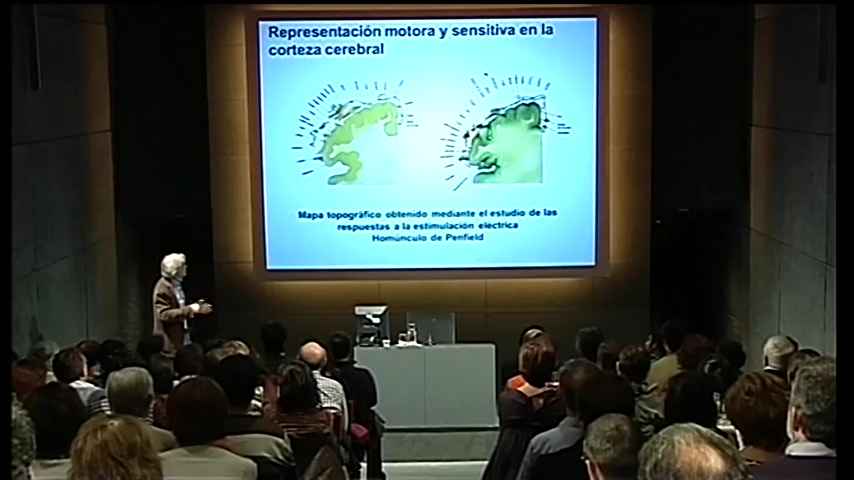 Representación motora y sensitiva en la
corteza cerebral
Mapa topográfico obtenido mediante el estudio de las
respuestas a la estimulación eléctrica
Homúnculo de Penfield